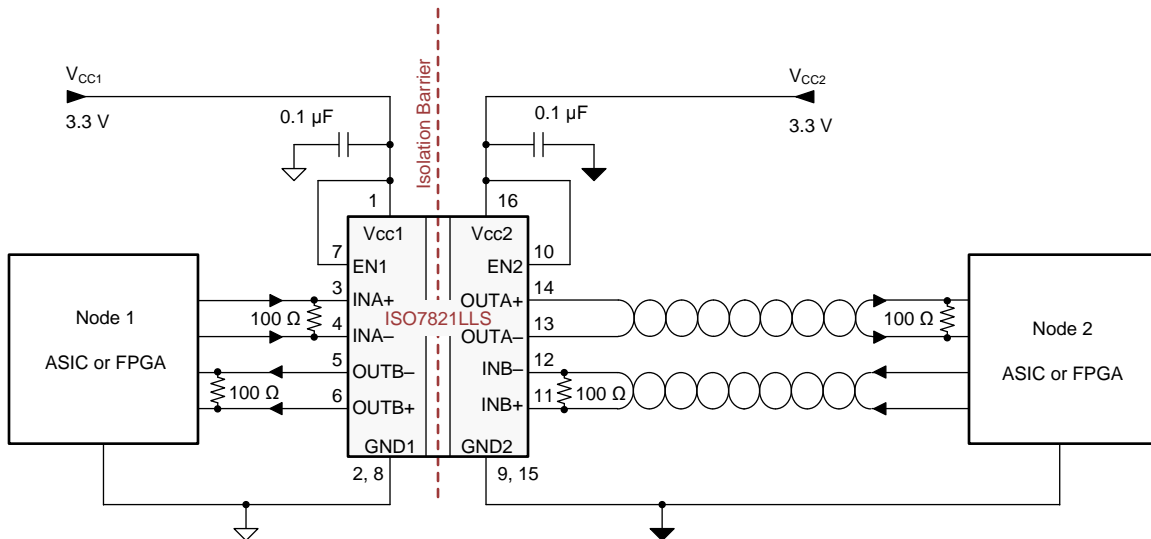 VCC1
3.3 V
0.1 µF
Isolation Barrier
0.1 µF
VCC2
3.3 V
1
16
Vcc1
Vcc2
7
EN1
EN2
10
Node 1
ASIC or FPGA
100 Ω
3
INA+
4
INA–
ISO7821LLS
OUTA+
14
OUTA–
13
100 Ω
100 Ω
5
OUTB–
6
OUTB+
INB–
12
INB+
11
100 Ω
Node 2
ASIC or FPGA
GND1
GND2
2, 8
9, 15